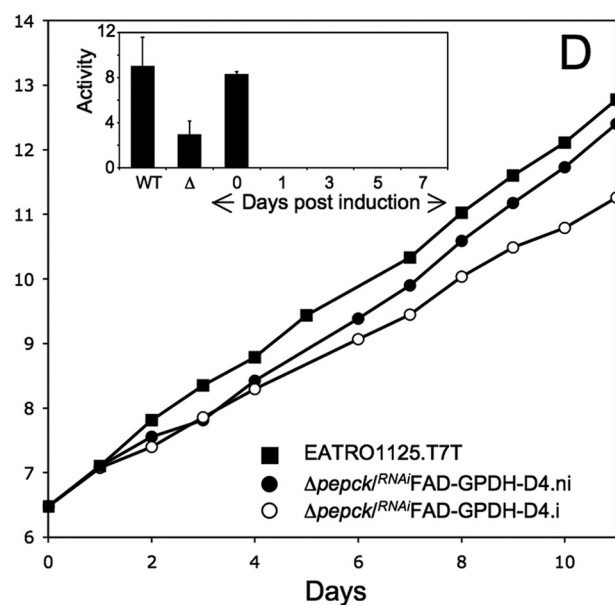 14
13
12
11
10
9
8
7
6
D
Activity
12
8
4
0
WT Δ 0 1 3 5 7
Days post induction
EATRO1125.T7T
Δpepck/RNAiFAD-GPDH-D4.ni
Δpepck/RNAiFAD-GPDH-D4.i
0 2 4 6 8 10
Days